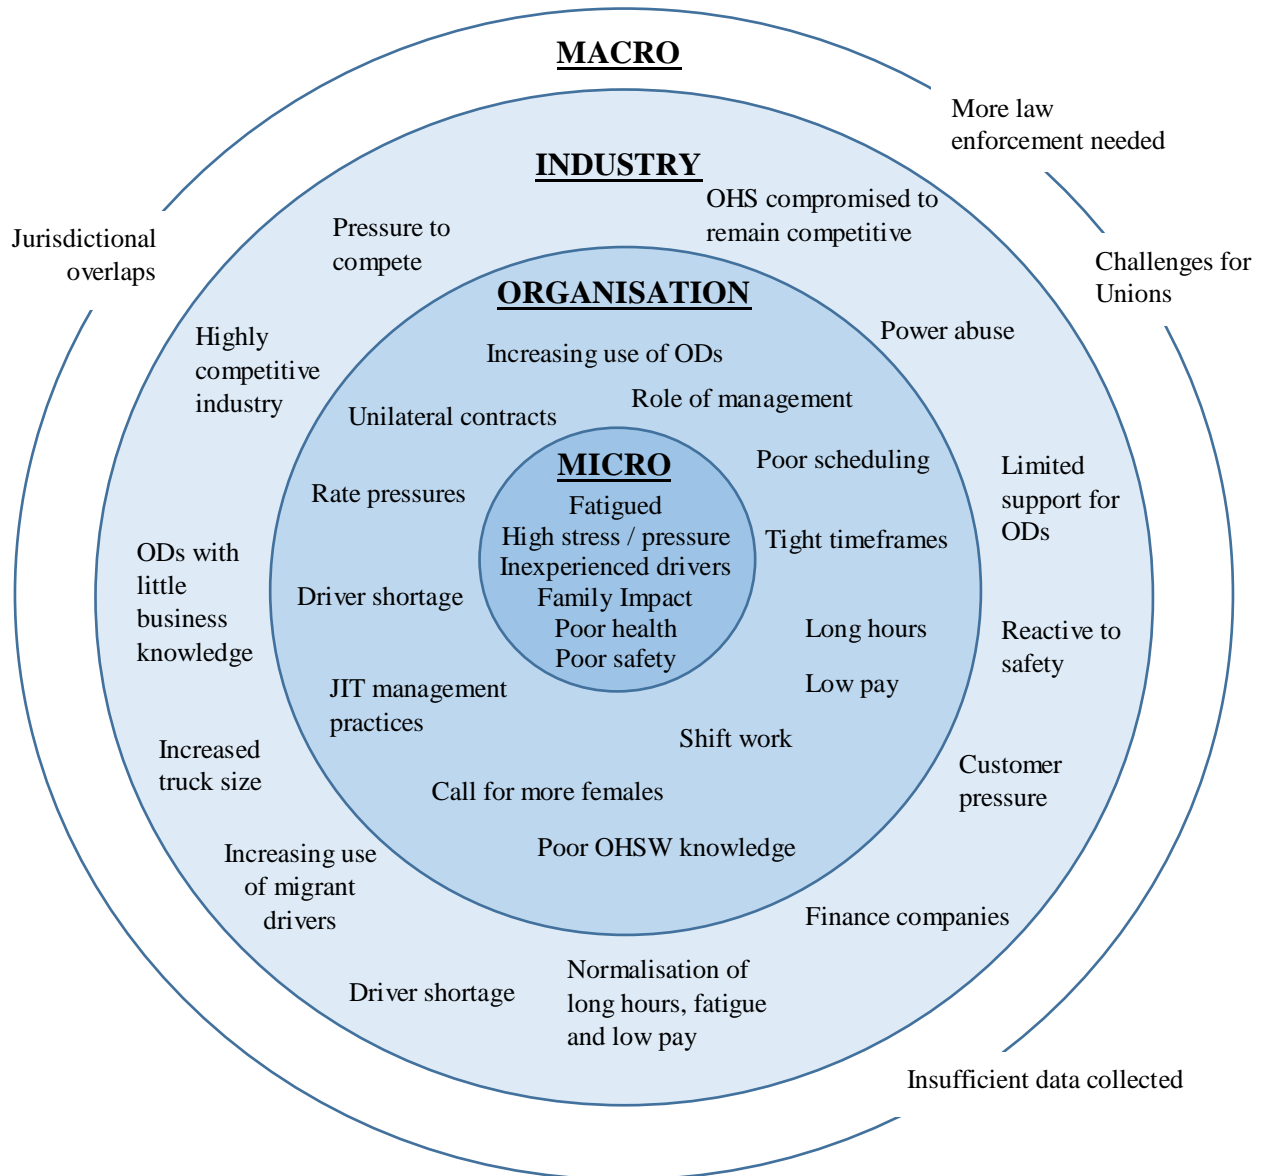 MACRO
More law
enforcement needed
Jurisdictional
overlaps
Challenges for
Unions
Insufficient data collected
INDUSTRY
Pressure to
compete
OHS compromised to
remain competitive
Highly
competitive
industry
Power abuse
Limited
support for
ODs
ODs with
little
business
knowledge
Reactive to
safety
Increased
truck size
Customer
pressure
Increasing use
of migrant
drivers
Finance companies
Driver shortage
Normalisation of
long hours, fatigue
and low pay
ORGANISATION
Increasing use of ODs
Role of management
Unilateral contracts
Poor scheduling
Rate pressures
Tight timeframes
Driver shortage
Long hours
JIT management
practices
Low pay
Shift work
Call for more females
Poor OHSW knowledge
MICRO
Fatigued
High stress / pressure
Inexperienced drivers
Family Impact
Poor health
Poor safety